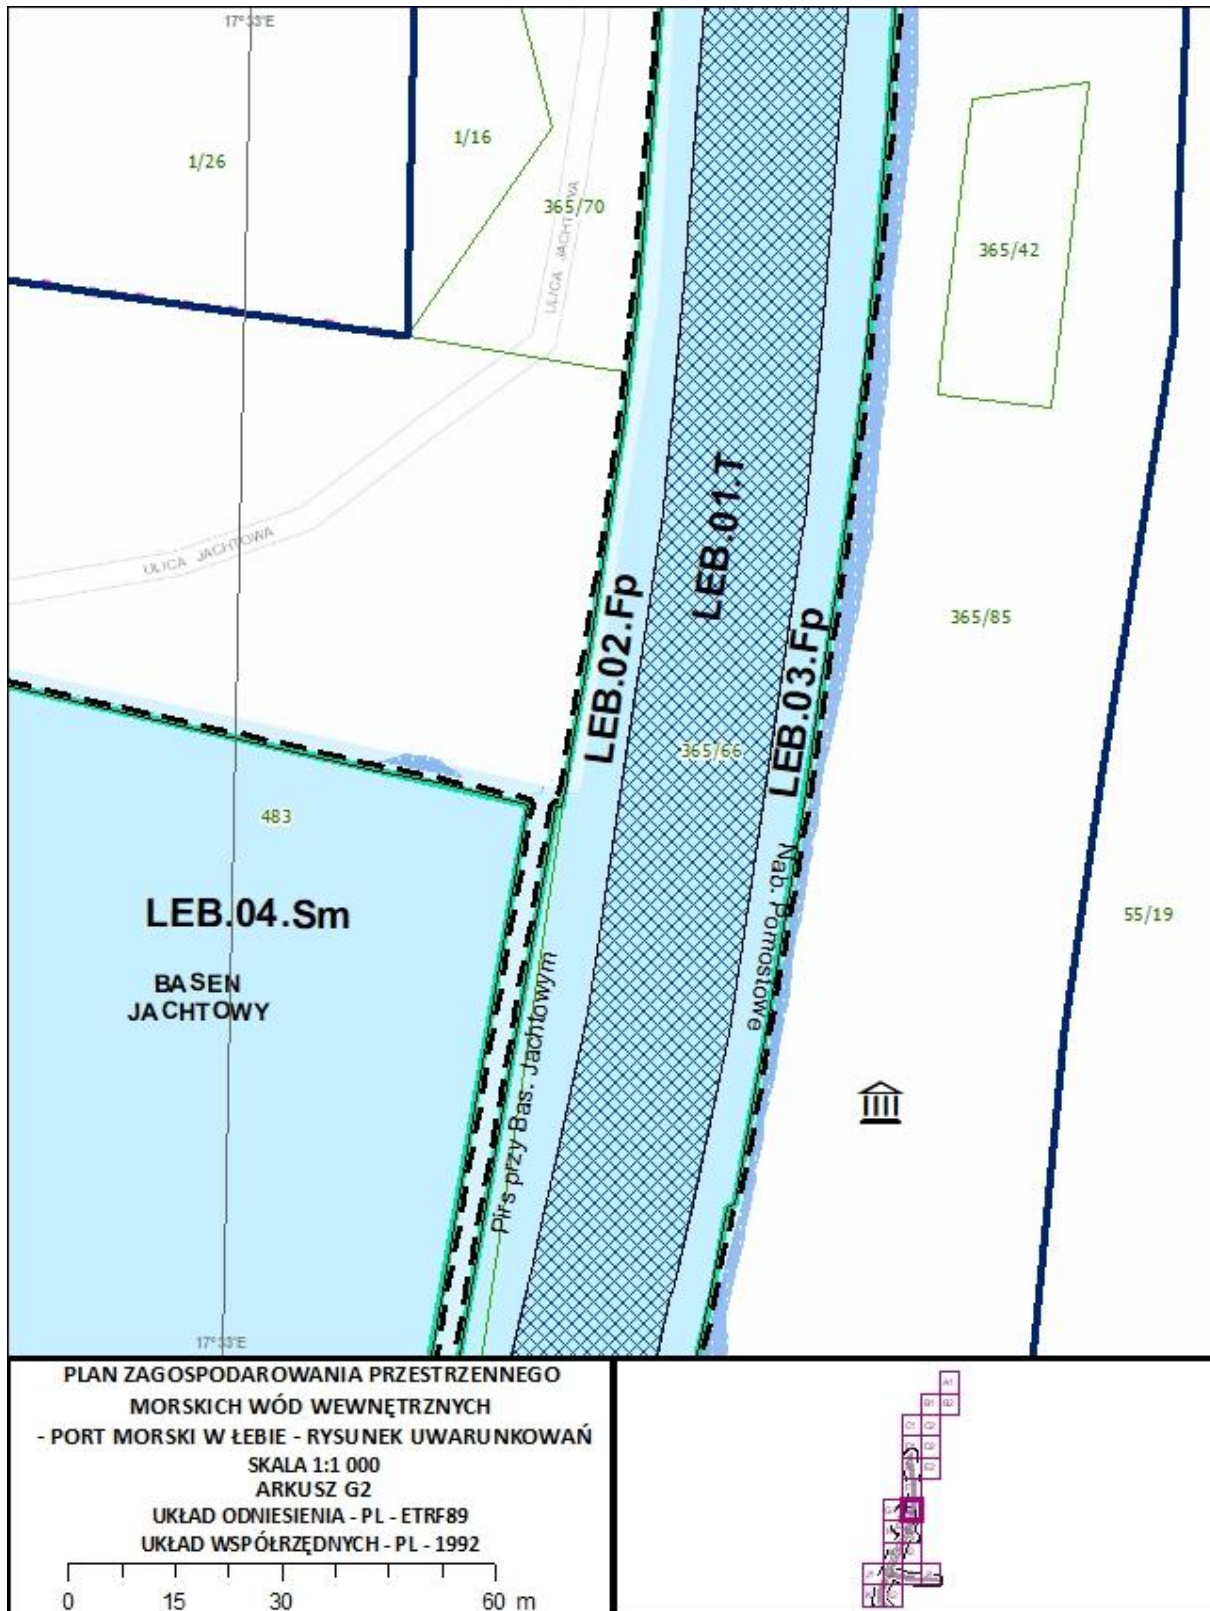 17°33'E
1/26
1/16
365/70
ULICA JACHTOWA
365/42
LEB.01.T
LEB.02.Fp
LEB.03.Fp
365/85
ULICA JACHTOWA
365/66
483
LEB.04.Sm
BASEN
JACHTOWY
Pirs przy Bas. Jachtowym
Nab. Pomostowe
55/19
17°33'E
PLAN ZAGOSPODAROWANIA PRZESTRZENNEGO
MORSKICH WÓD WEWNĘTRZNYCH
- PORT MORSKI W ŁEBIE - RYSUNEK UWARUNKOWAŃ
SKALA 1:1 000
ARKUSZ G2
UKŁAD ODNIESIENIA - PL - ETRF89
UKŁAD WSPÓŁRZĘDNYCH - PL - 1992
0 15 30 60 m
A1
B1 B2